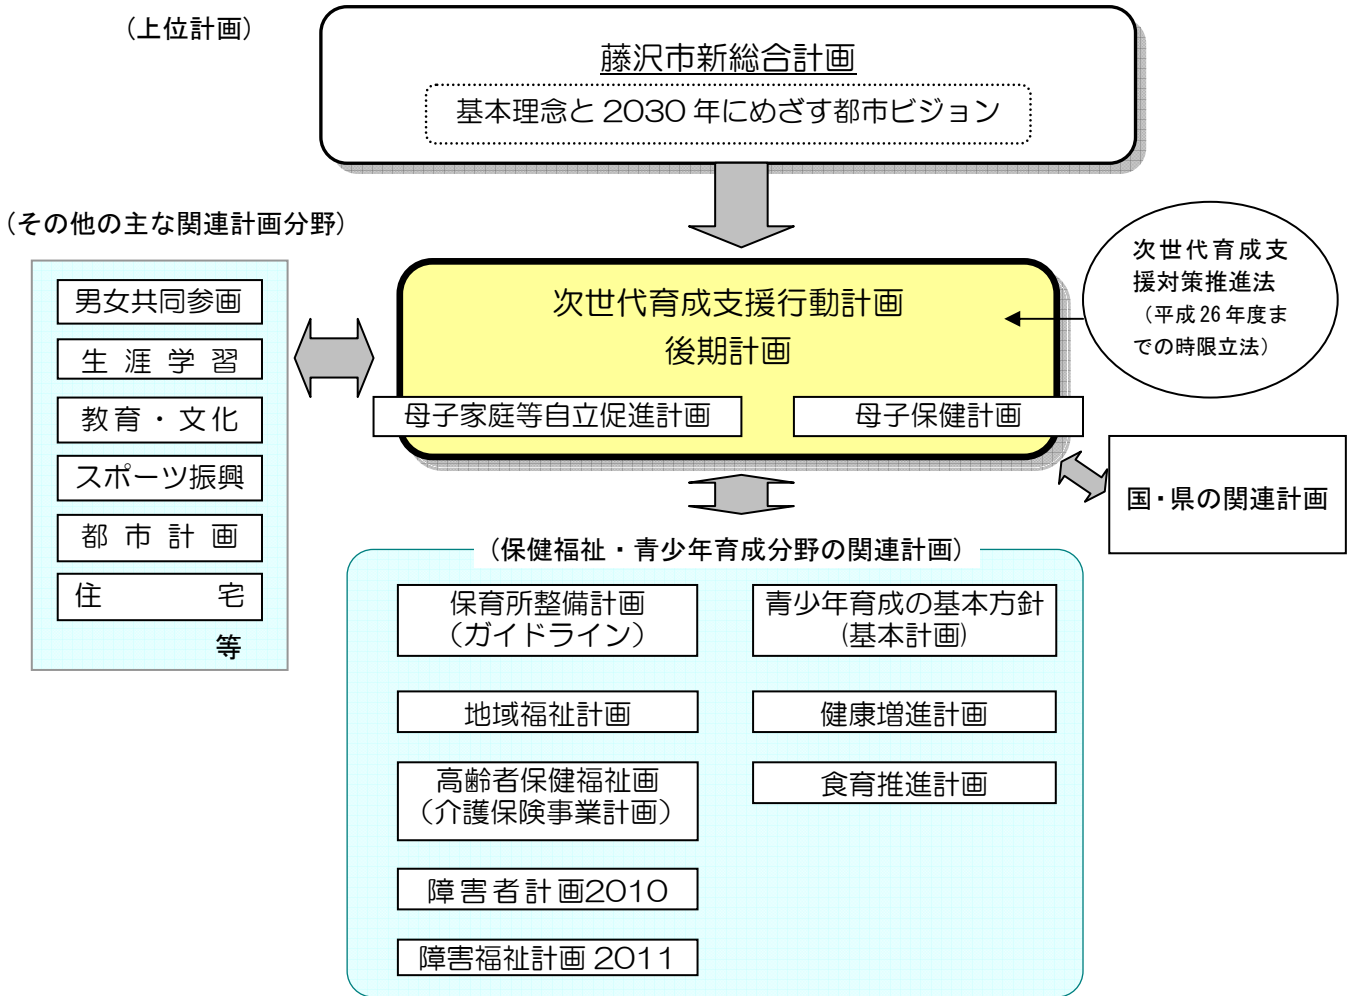 (上位計画)
藤沢市新総合計画
基本理念と 2030 年にめざす都市ビジョン
(その他の主な関連計画分野)
男女共同参画
生 涯 学 習
教育・文化
スポーツ振興
都 市 計 画
住 宅
等
次世代育成支援行動計画
後期計画
母子家庭等自立促進計画
母子保健計画
次世代育成支
援対策推進法
（平成 26 年度ま
での時限立法）
国・県の関連計画
(保健福祉・青少年育成分野の関連計画)
保育所整備計画
（ガイドライン）
青少年育成の基本方針
(基本計画)
地域福祉計画
健康増進計画
高齢者保健福祉画
（介護保険事業計画）
食育推進計画
障害者計画2010
障害福祉計画 2011